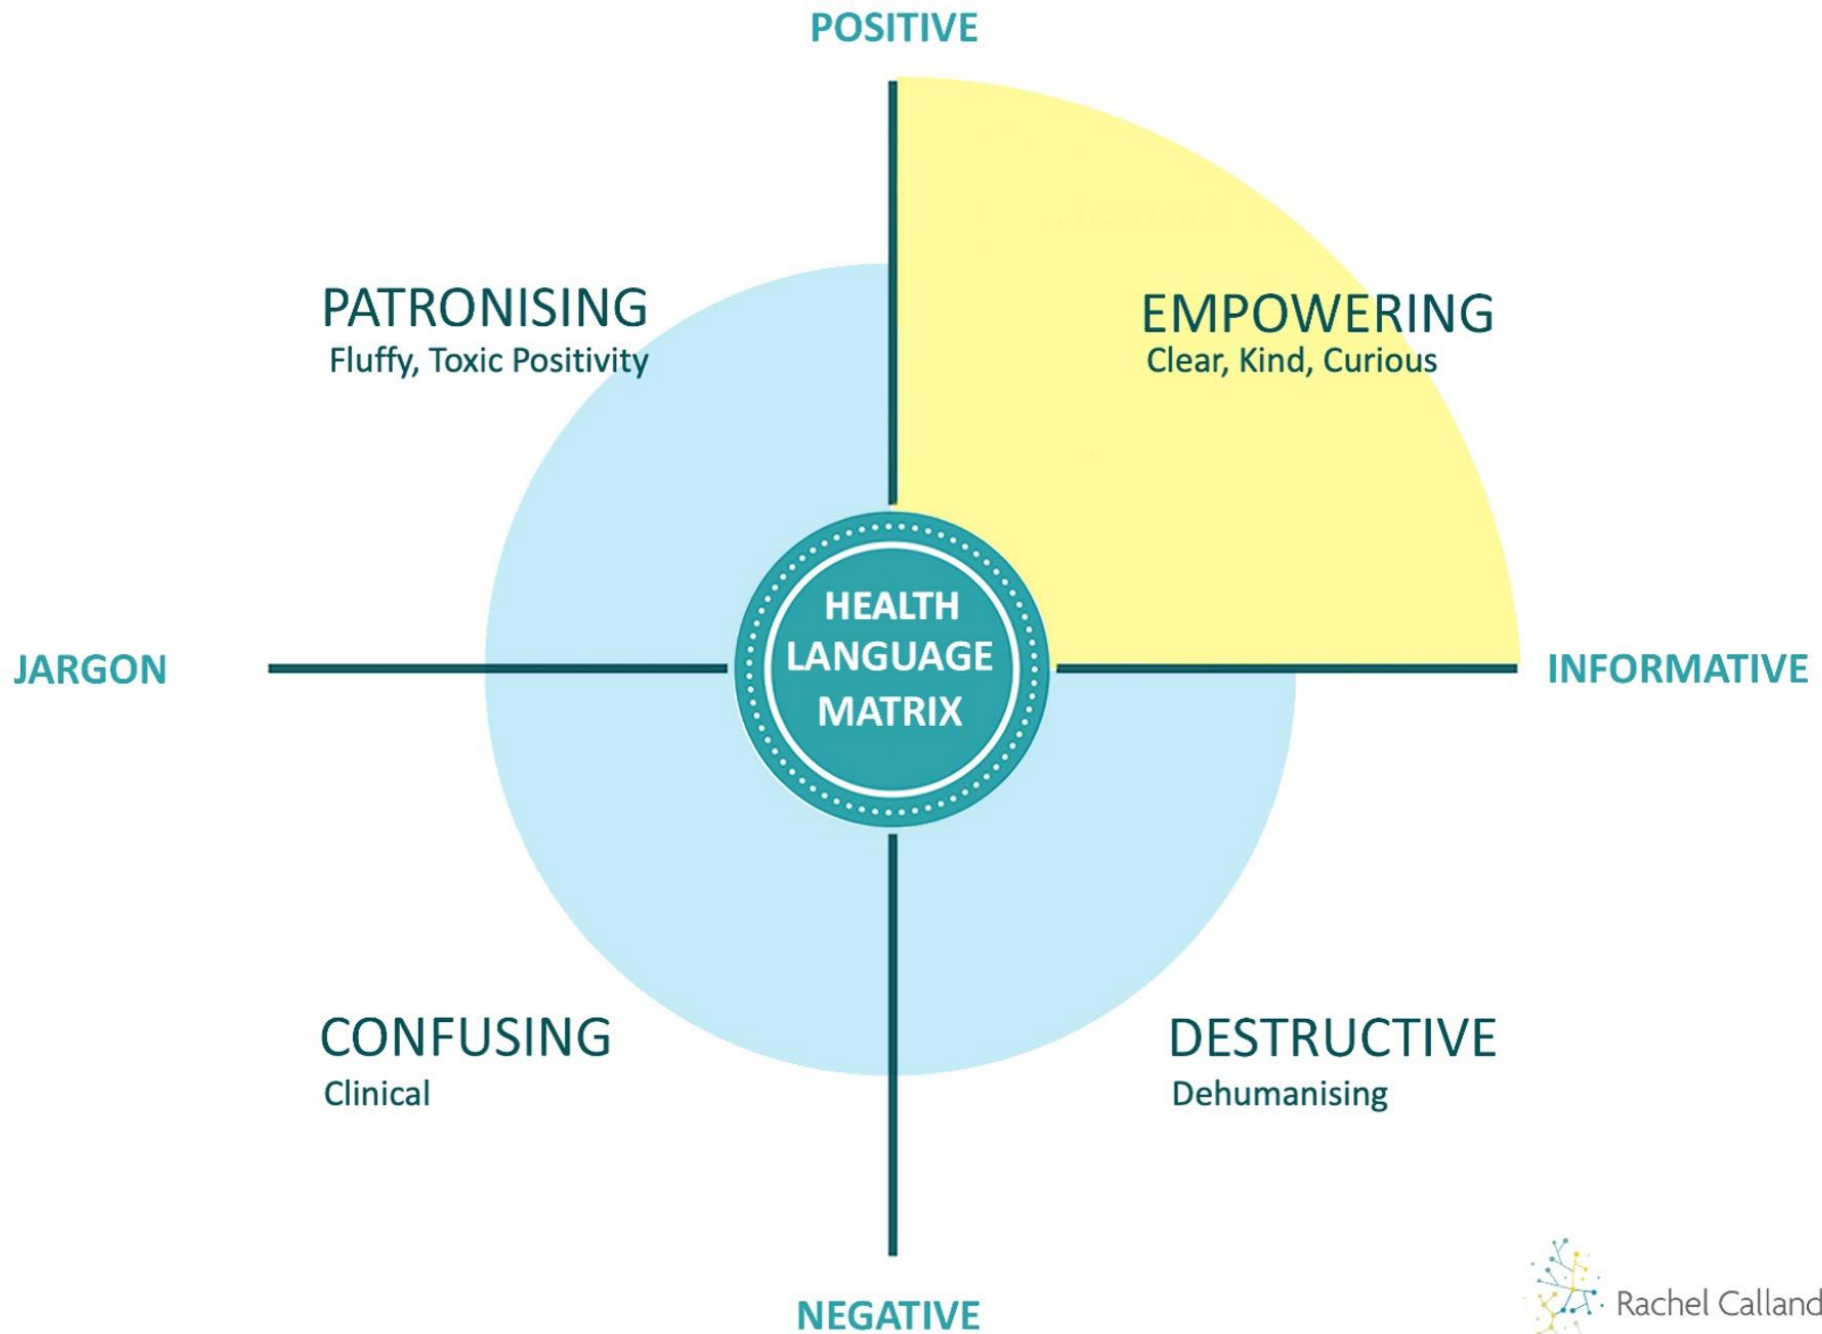 POSITIVE
PATRONISING
Fluffy, Toxic Positivity
EMPOWERING
Clear, Kind, Curious
JARGON
HEALTH
LANGUAGE
MATRIX
INFORMATIVE
CONFUSING
Clinical
DESTRUCTIVE
Dehumanising
NEGATIVE
Rachel Calland